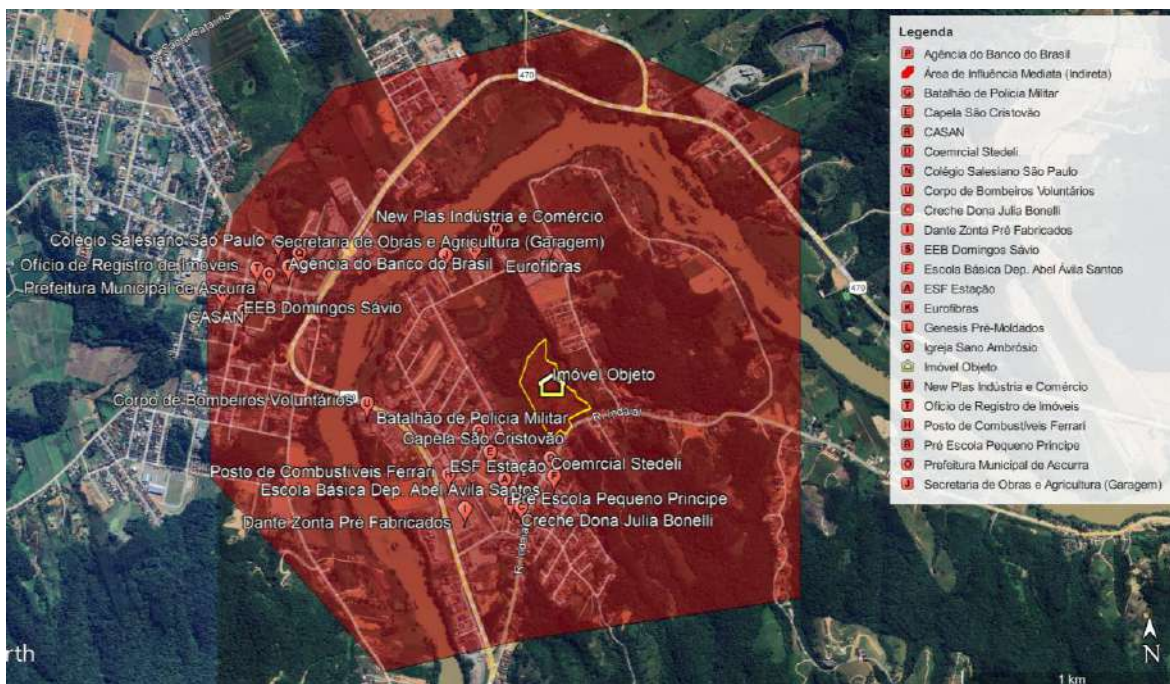 R. Santa Catarina
470
New Plas Indústria e Comércio
Colégio Salesiano São Paulo
Secretaria de Obras e Agricultura (Garagem)
Ofício de Registro de Imóveis
Agência do Banco do Brasil
Eurofibras
Prefeitura Municipal de Ascurra
EEB Domingos Sávio
CASAN
470
Imóvel Objeto
Corpo de Bombeiros Voluntários
Batalhão de Polícia Militar
R. Indaial
Capela São Cristovão
Posto de Combustíveis Ferrari
ESF Estação
Coemrcial Stedeli
Escola Básica Dep. Abel Ávila Santos
Pré Escola Pequeno Principe
Dante Zonta Pré Fabricados
Creche Dona Julia Bonelli
R. Indaial
rth
N
1 km
Legenda
P Agência do Banco do Brasil
Área de Influência Mediata (Indireta)
G Batalhão de Polícia Militar
E Capela São Cristovão
R CASAN
D Coemrcial Stedeli
N Colégio Salesiano São Paulo
U Corpo de Bombeiros Voluntários
C Creche Dona Julia Bonelli
I Dante Zonta Pré Fabricados
S EEB Domingos Sávio
F Escola Básica Dep. Abel Ávila Santos
A ESF Estação
K Eurofibras
L Genesis Pré-Moldados
Q Igreja Sano Ambrósio
Imóvel Objeto
M New Plas Indústria e Comércio
T Ofício de Registro de Imóveis
H Posto de Combustíveis Ferrari
B Pré Escola Pequeno Principe
O Prefeitura Municipal de Ascurra
J Secretaria de Obras e Agricultura (Garagem)